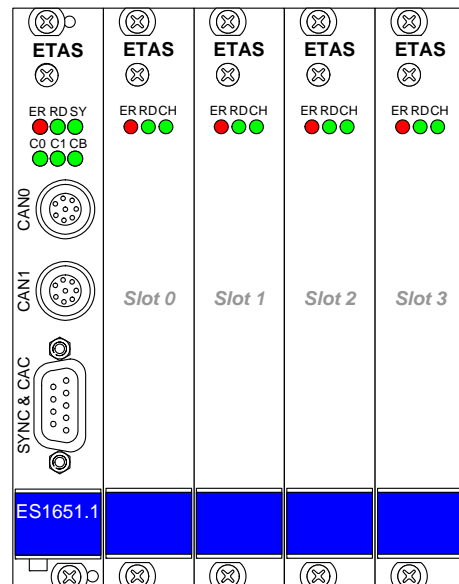 ETAS ETAS ETAS ETAS ETAS
ER RD SY ER RD CH ER RD CH ER RD CH ER RD CH
C0 C1 CB
CAN0
CAN1
Slot 0 Slot 1 Slot 2 Slot 3
SYNC & CAC
ES1651.1